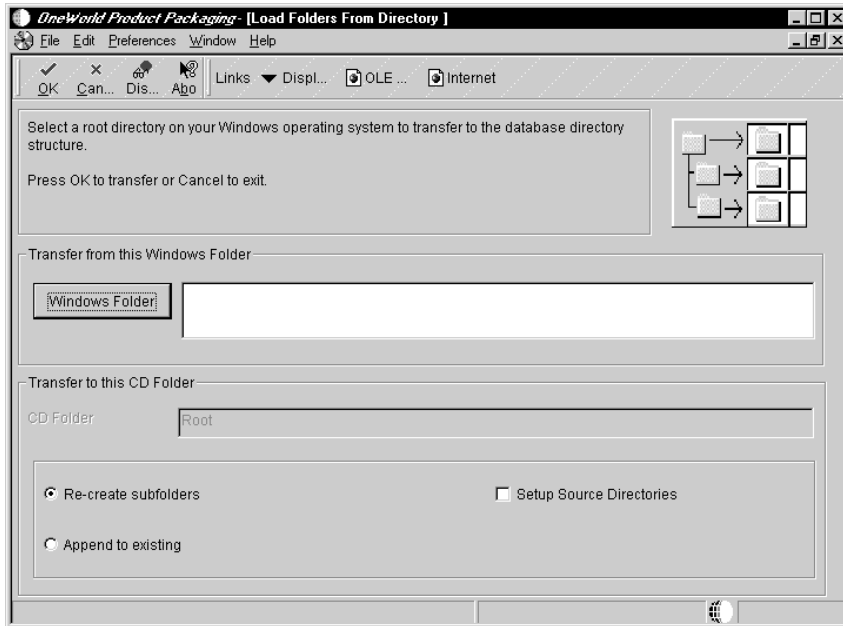 OneWorld Product Packaging - [Load Folders From Directory ]
File Edit Preferences Window Help
OK Can... Dis... Abo Links Displ... OLE ... Internet
Select a root directory on your Windows operating system to transfer to the database directory
structure.
Press OK to transfer or Cancel to exit.
Transfer from this Windows Folder
Windows Folder
Transfer to this CD Folder
CD Folder Root
Re-create subfolders Setup Source Directories
Append to existing